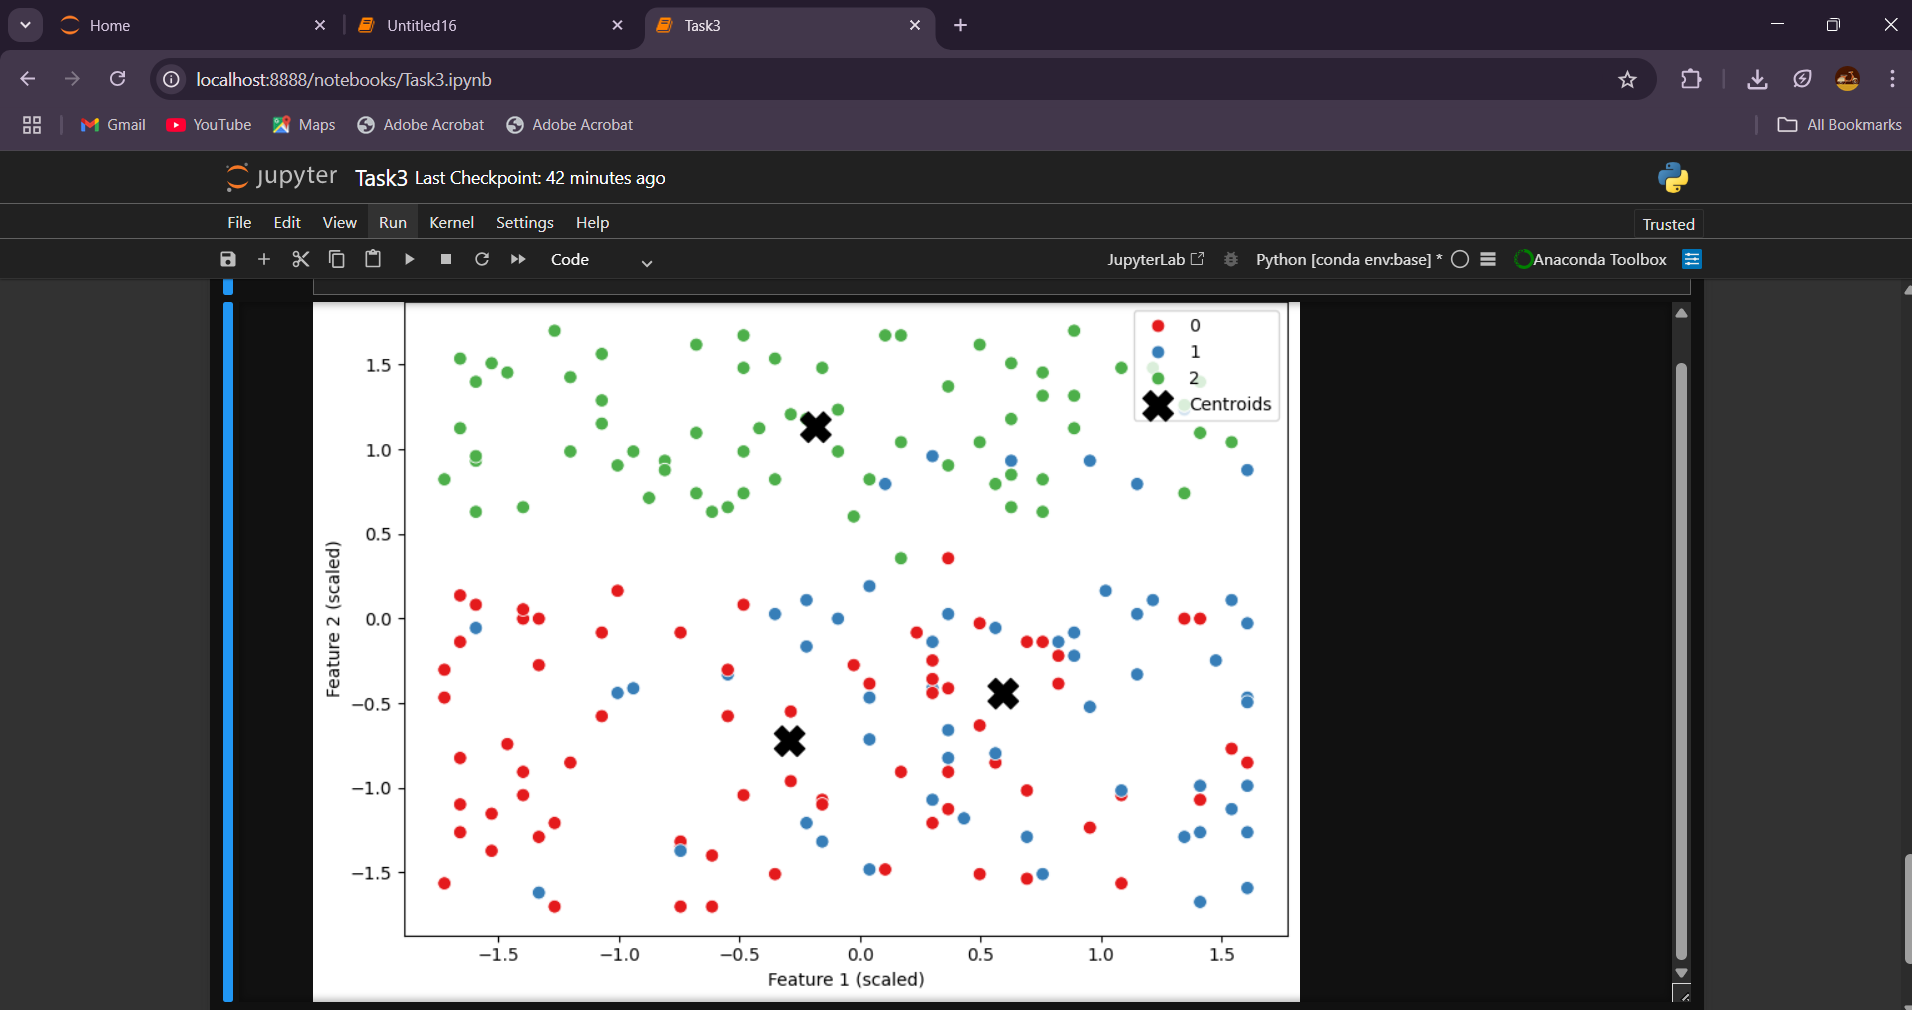 Home
Untitled16
Task3
localhost:8888/notebooks/Task3.ipynb
Gmail
YouTube
Maps
Adobe Acrobat
Adobe Acrobat
All Bookmarks
jupyter Task3 Last Checkpoint: 42 minutes ago
File Edit View Run Kernel Settings Help
Trusted
Code
JupyterLab
Python [conda env:base] *
Anaconda Toolbox
0
1
2
Centroids
1.5
1.0
0.5
0.0
−0.5
−1.0
−1.5
Feature 2 (scaled)
−1.5 −1.0 −0.5 0.0 0.5 1.0 1.5
Feature 1 (scaled)